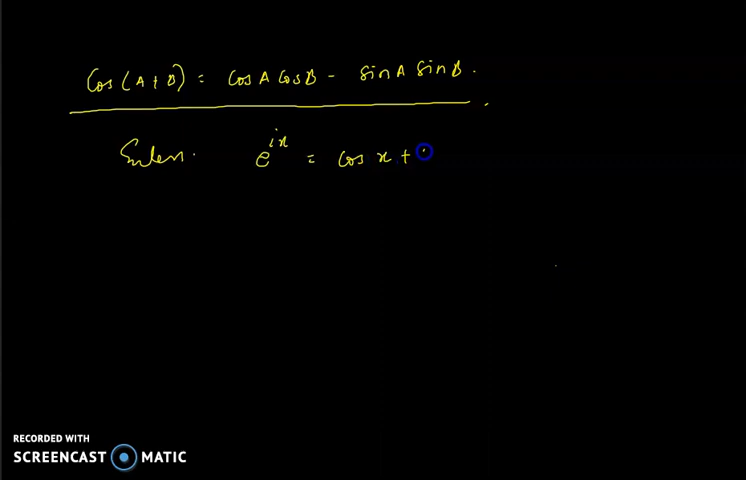 Cos(A+B) = CosA CosB - SinA SinB.
Euler. e^ix = Cos x +
RECORDED WITH
SCREENCAST MATIC